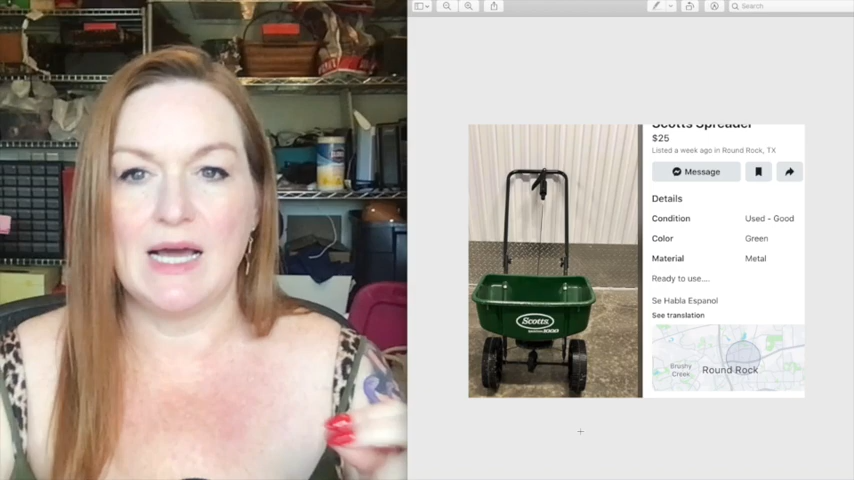 Search
Scotts Spreader
$25
Listed a week ago in Round Rock, TX
Message
Details
Condition Used - Good
Color Green
Material Metal
Ready to use....
Se Habla Espanol
See translation
Brushy
Creek
Round Rock
Scotts